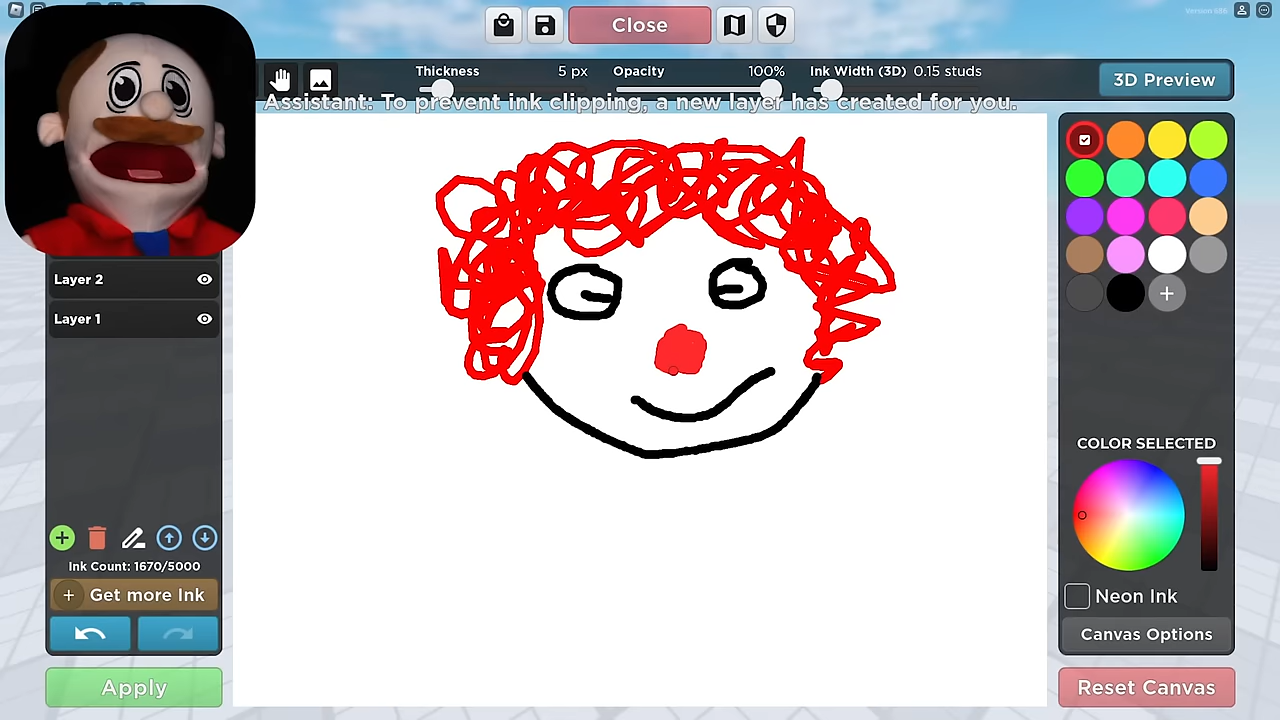 Version 686
Close
Thickness 5 px Opacity 100% Ink Width (3D) 0.15 studs
3D Preview
Assistant: To prevent ink clipping, a new layer has created for you.
Layer 2
Layer 1
Ink Count: 1670/5000
+ Get more Ink
Apply
COLOR SELECTED
Neon Ink
Canvas Options
Reset Canvas